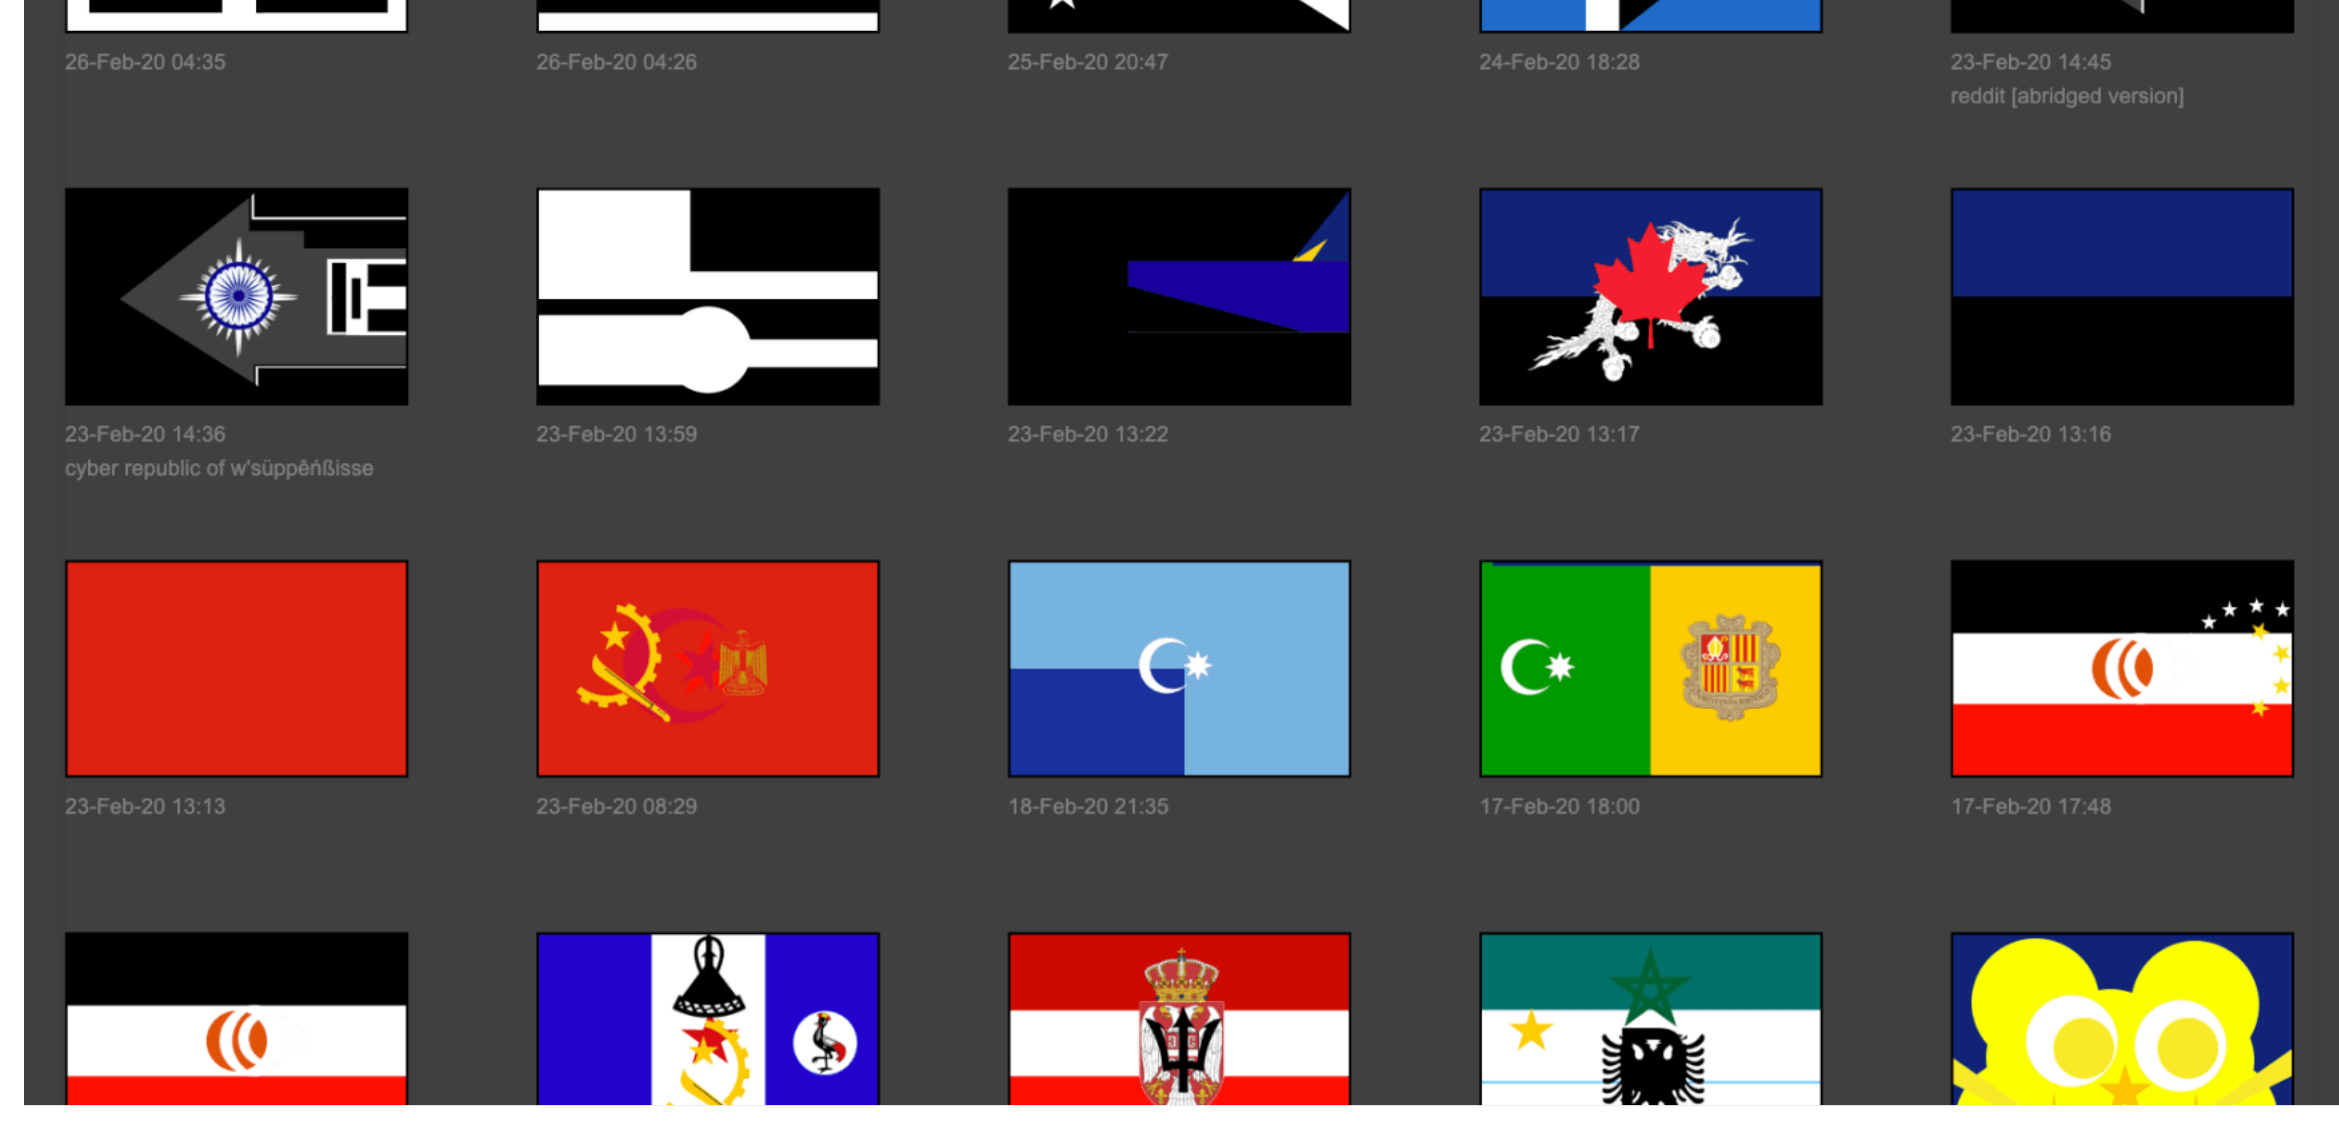 26-Feb-20 04:35
26-Feb-20 04:26
25-Feb-20 20:47
24-Feb-20 18:28
23-Feb-20 14:45
reddit [abridged version]
23-Feb-20 14:36
cyber republic of w'süppêńßisse
23-Feb-20 13:59
23-Feb-20 13:22
23-Feb-20 13:17
23-Feb-20 13:16
23-Feb-20 13:13
23-Feb-20 08:29
18-Feb-20 21:35
17-Feb-20 18:00
17-Feb-20 17:48